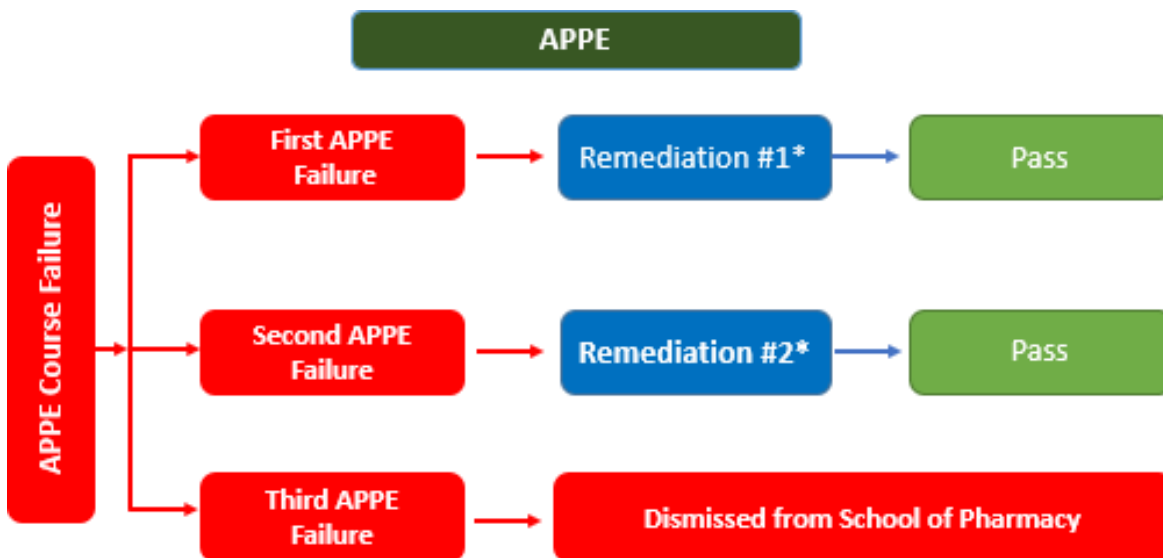 APPE
APPE Course Failure
First APPE
Failure
Remediation #1*
Pass
Second APPE
Failure
Remediation #2*
Pass
Third APPE
Failure
Dismissed from School of Pharmacy